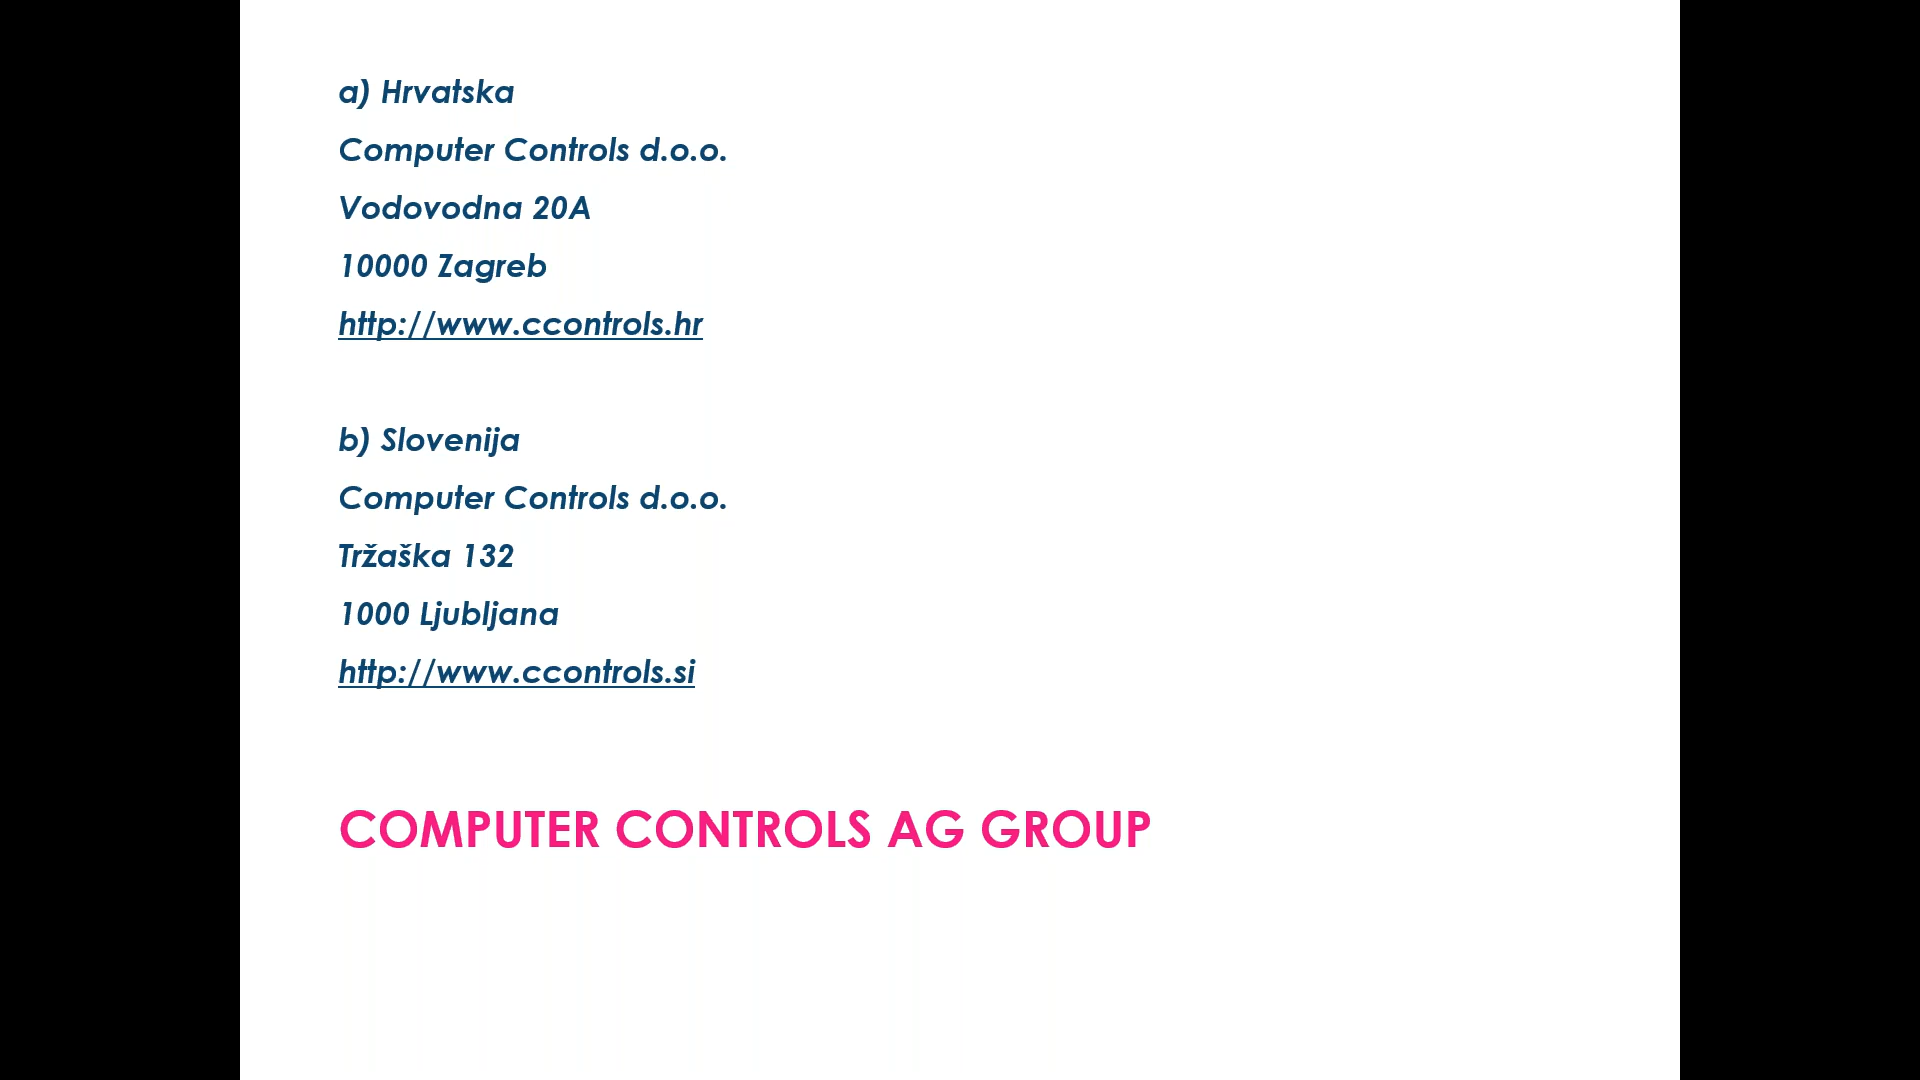 a) Hrvatska
Computer Controls d.o.o.
Vodovodna 20A
10000 Zagreb
http://www.ccontrols.hr
b) Slovenija
Computer Controls d.o.o.
Tržaška 132
1000 Ljubljana
http://www.ccontrols.si
COMPUTER CONTROLS AG GROUP